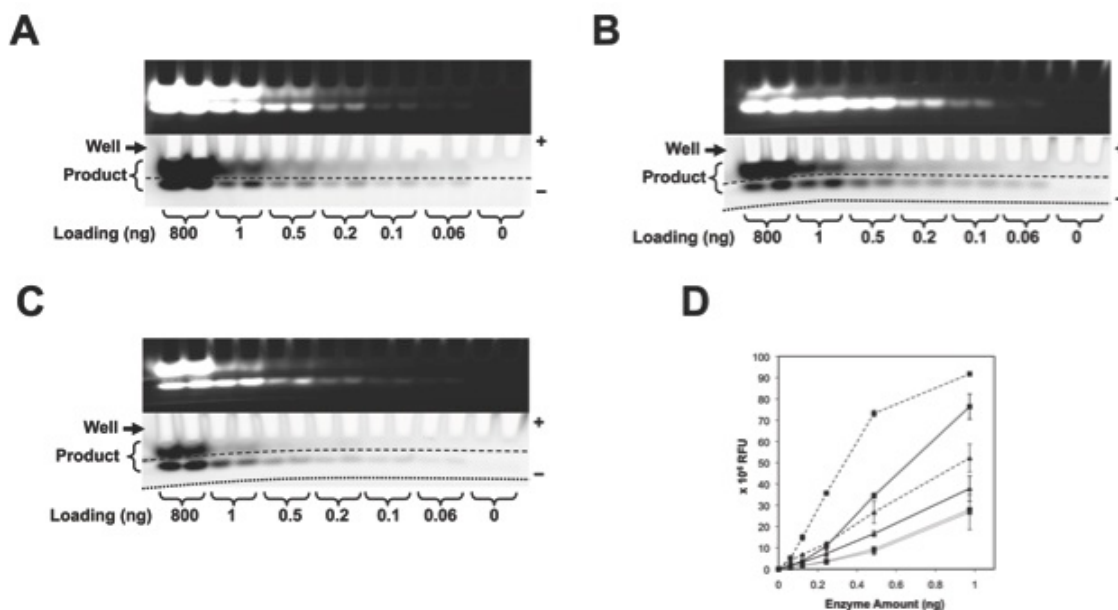 A
Well
+
Product
−
Loading (ng) 800 1 0.5 0.2 0.1 0.06 0
B
Well
+
Product
−
Loading (ng) 800 1 0.5 0.2 0.1 0.06 0
C
Well
+
Product
−
Loading (ng) 800 1 0.5 0.2 0.1 0.06 0
D
100
90
80
70
60
50
40
30
20
10
0
x 10⁶ RFU
0 0.2 0.4 0.6 0.8 1
Enzyme Amount (ng)